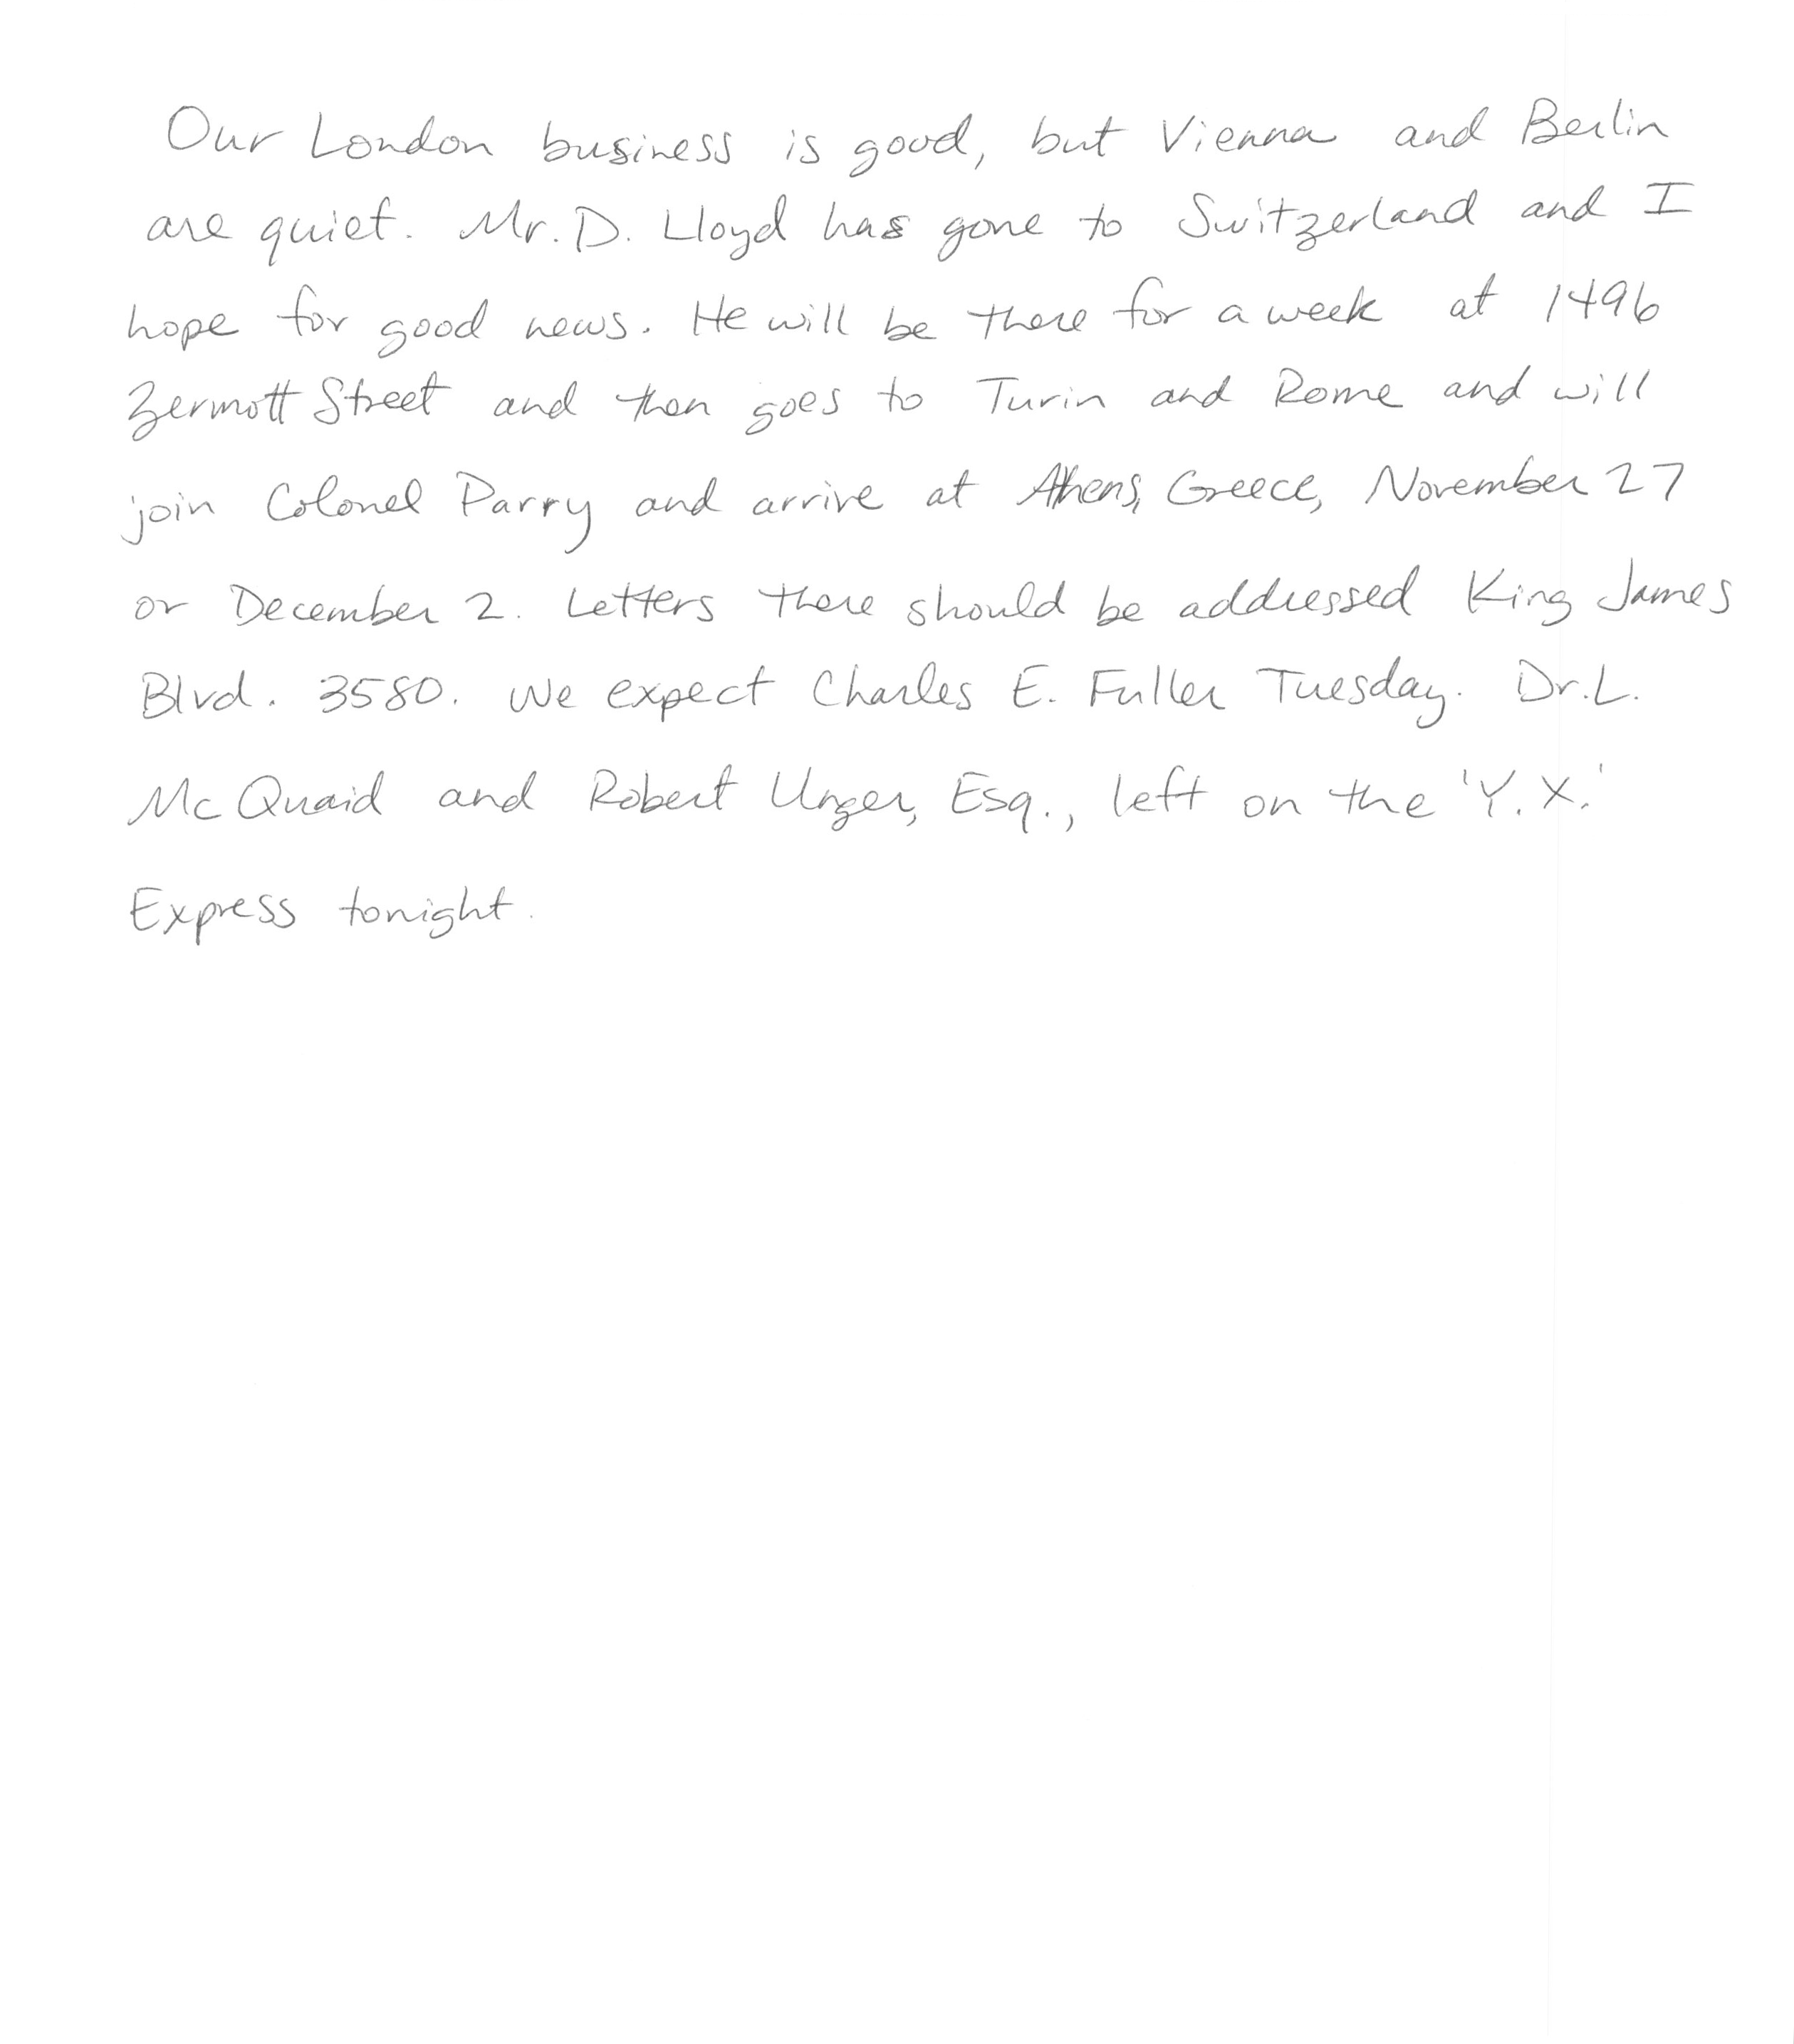 Our London business is good, but Vienna and Berlin
are quiet. Mr. D. Lloyd has gone to Switzerland and I
hope for good news. He will be there for a week at 1496
Zermott Street and then goes to Turin and Rome and will
join Colonel Parry and arrive at Athens, Greece, November 27
or December 2. Letters there should be addressed King James
Blvd. 3580. We expect Charles E. Fuller Tuesday. Dr. L.
McQuaid and Robert Unger, Esq., left on the 'Y.X.'
Express tonight.